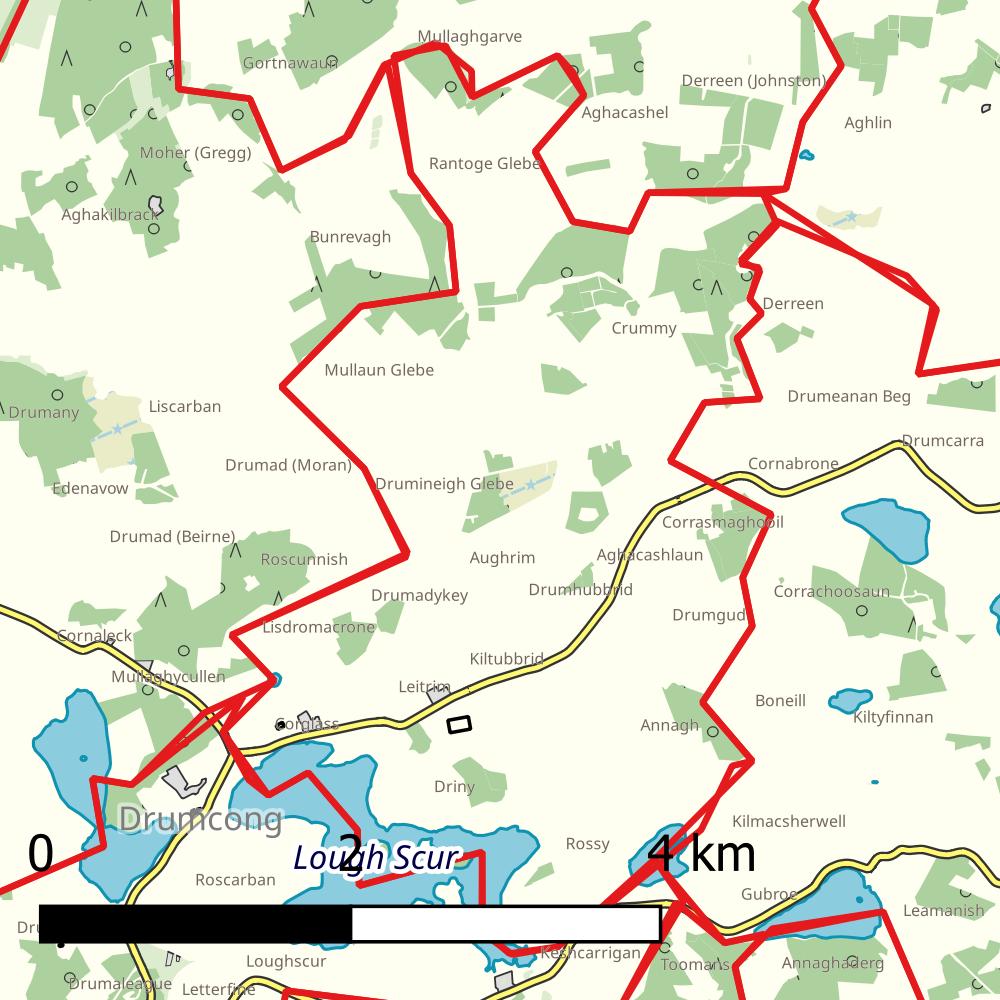 Mullaghgarve
Gortnawaun
Derreen (Johnston)
Aghacashel
Aghlin
Moher (Gregg)
Rantoge Glebe
Aghakilbrack
Bunrevagh
Derreen
Crummy
Mullaun Glebe
Drumeanan Beg
Liscarban
Drumany
Drumcarra
Drumad (Moran)
Cornabrone
Drumineigh Glebe
Edenavow
Corrasmaghooil
Drumad (Beirne)
Roscunnish
Aughrim
Aghacashlaun
Drumhubbrid
Corrachoosaun
Drumadykey
Drumgud
Lisdromacrone
Cornaleck
Kiltubbrid
Mullaghycullen
Leitrim
Boneill
Kiltyfinnan
Corglass
Annagh
Driny
Drumcong
Kilmacsherwell
Rossy
0
2
4 km
Lough Scur
Roscarban
Gubroe
Leamanish
Dru
Keshcarrigan
Letterfine
Loughscur
Toomans
Annaghaderg
Drumaleague